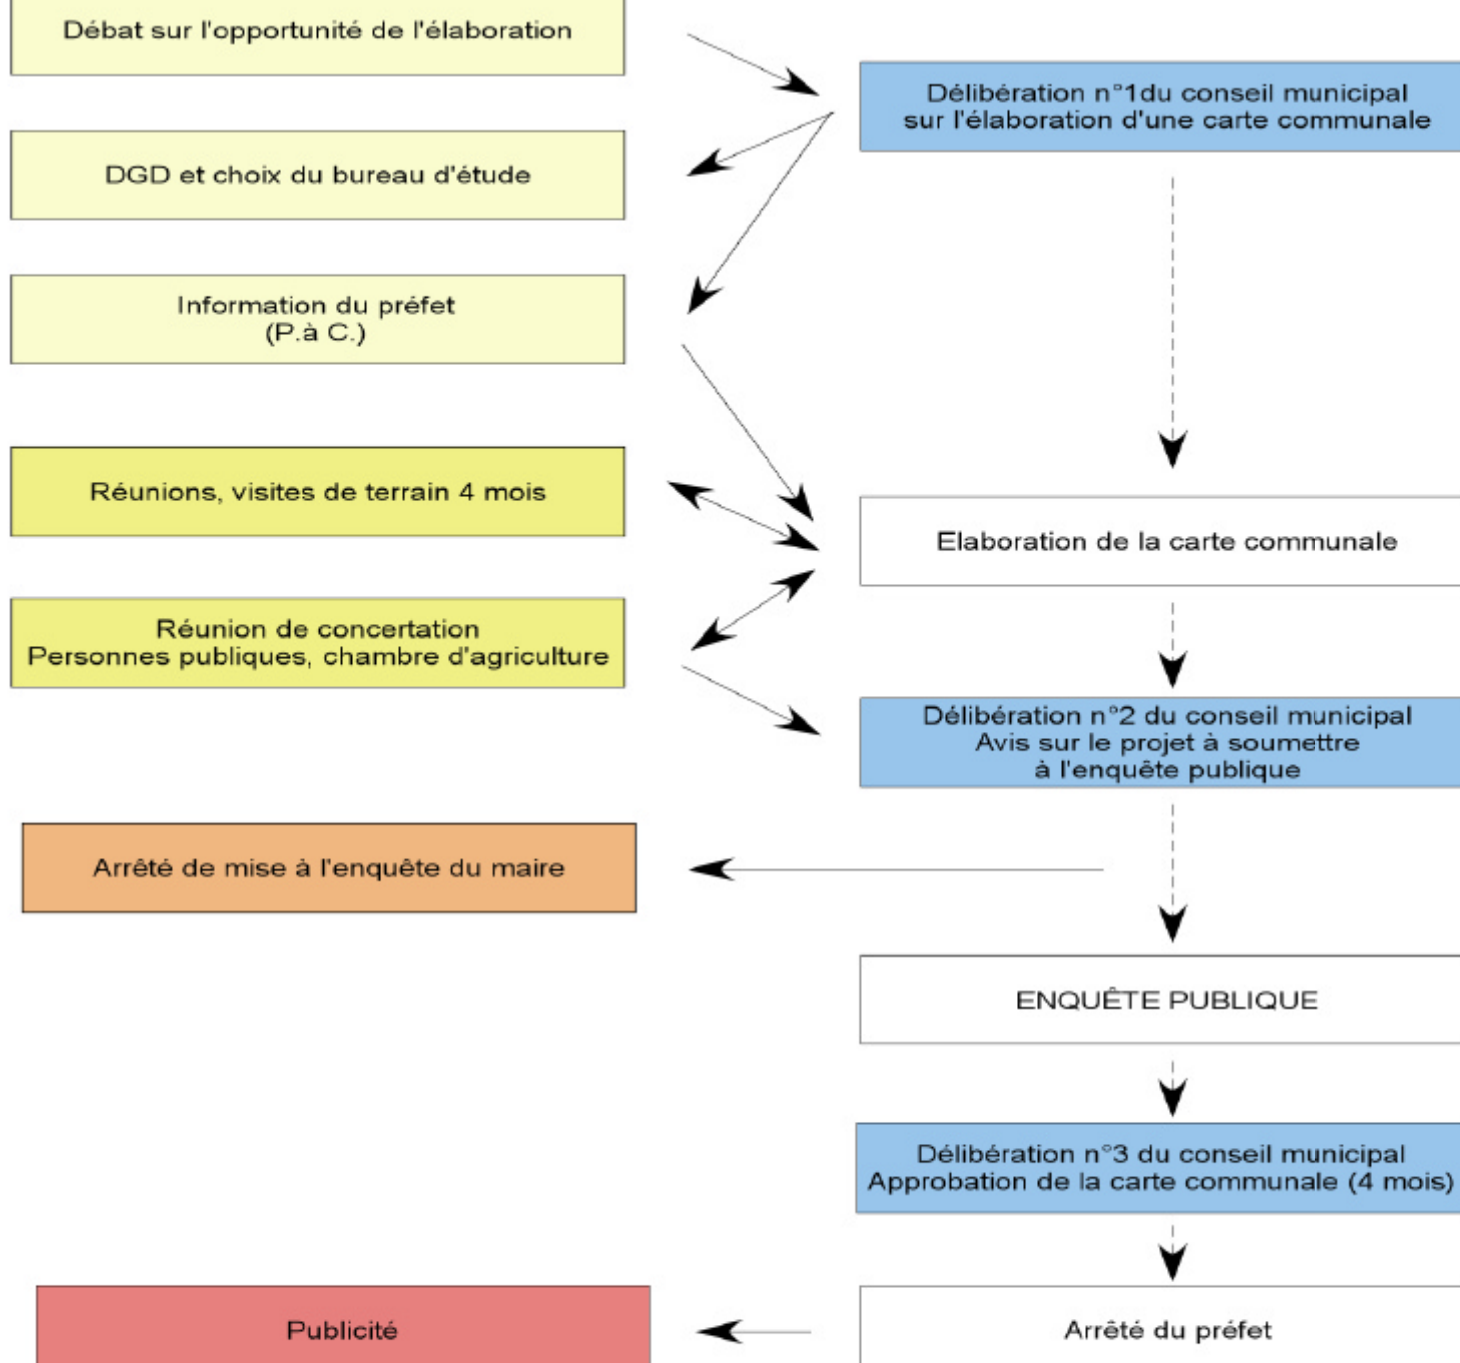 Débat sur l'opportunité de l'élaboration
Délibération n°1du conseil municipal
sur l'élaboration d'une carte communale
DGD et choix du bureau d'étude
Information du préfet
(P.à C.)
Réunions, visites de terrain 4 mois
Elaboration de la carte communale
Réunion de concertation
Personnes publiques, chambre d'agriculture
Délibération n°2 du conseil municipal
Avis sur le projet à soumettre
à l'enquête publique
Arrêté de mise à l'enquête du maire
ENQUÊTE PUBLIQUE
Délibération n°3 du conseil municipal
Approbation de la carte communale (4 mois)
Publicité
Arrêté du préfet